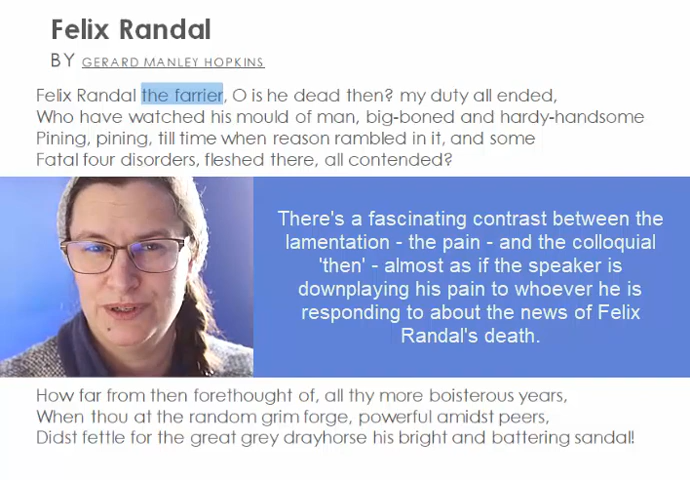 Felix Randal
BY GERARD MANLEY HOPKINS
Felix Randal the farrier, O is he dead then? my duty all ended,
Who have watched his mould of man, big-boned and hardy-handsome
Pining, pining, till time when reason rambled in it, and some
Fatal four disorders, fleshed there, all contended?
There's a fascinating contrast between the
lamentation - the pain - and the colloquial
'then' - almost as if the speaker is
downplaying his pain to whoever he is
responding to about the news of Felix
Randal's death.
How far from then forethought of, all thy more boisterous years,
When thou at the random grim forge, powerful amidst peers,
Didst fettle for the great grey drayhorse his bright and battering sandal!